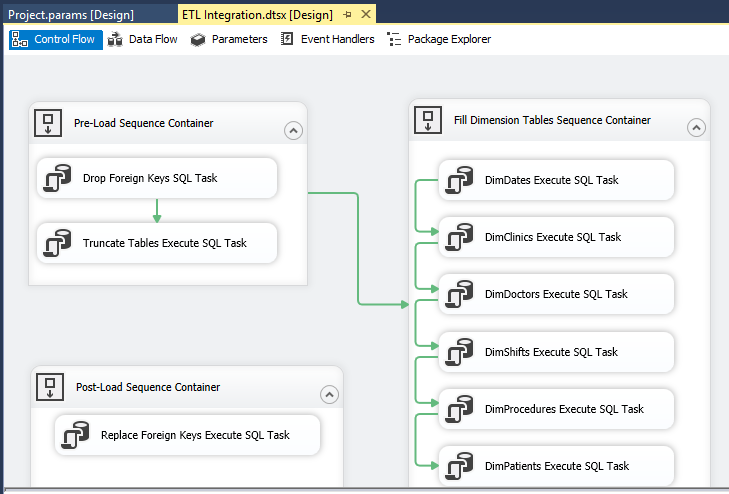 Project.params [Design]
ETL Integration.dtsx [Design]
Control Flow
Data Flow
Parameters
Event Handlers
Package Explorer
Pre-Load Sequence Container
Drop Foreign Keys SQL Task
Truncate Tables Execute SQL Task
Post-Load Sequence Container
Replace Foreign Keys Execute SQL Task
Fill Dimension Tables Sequence Container
DimDates Execute SQL Task
DimClinics Execute SQL Task
DimDoctors Execute SQL Task
DimShifts Execute SQL Task
DimProcedures Execute SQL Task
DimPatients Execute SQL Task